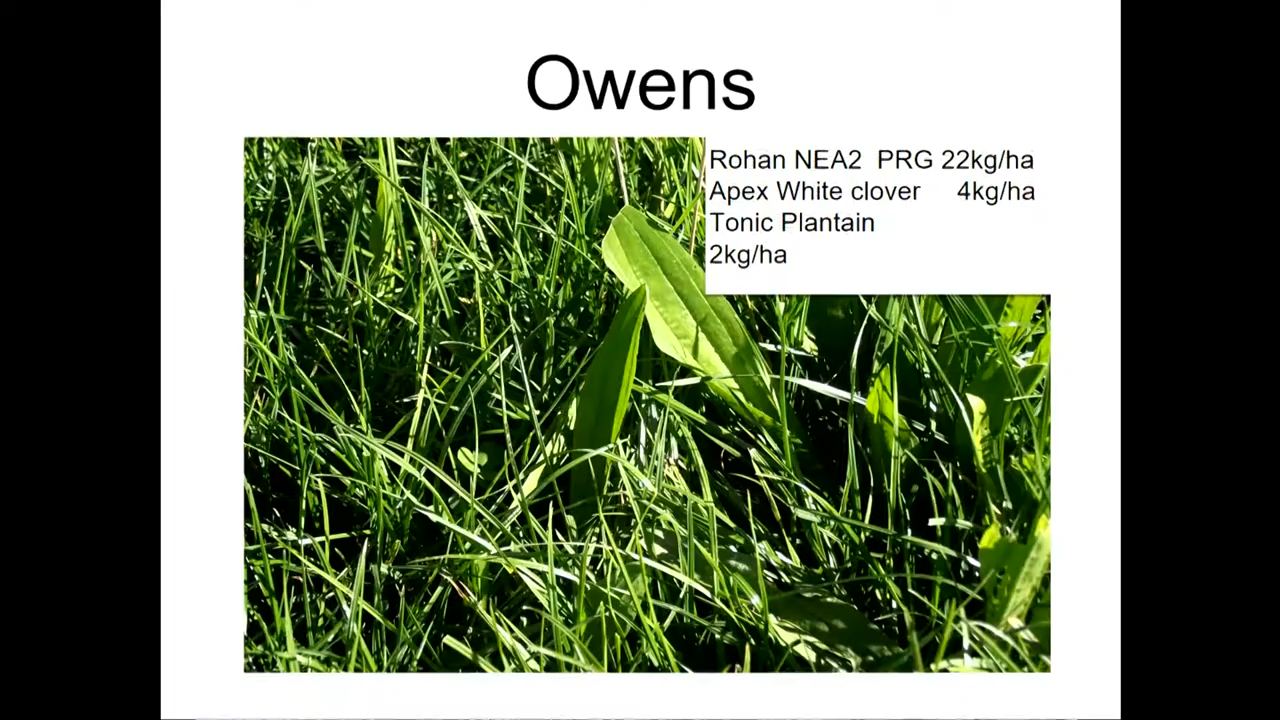 Owens
Rohan NEA2 PRG 22kg/ha
Apex White clover 4kg/ha
Tonic Plantain
2kg/ha